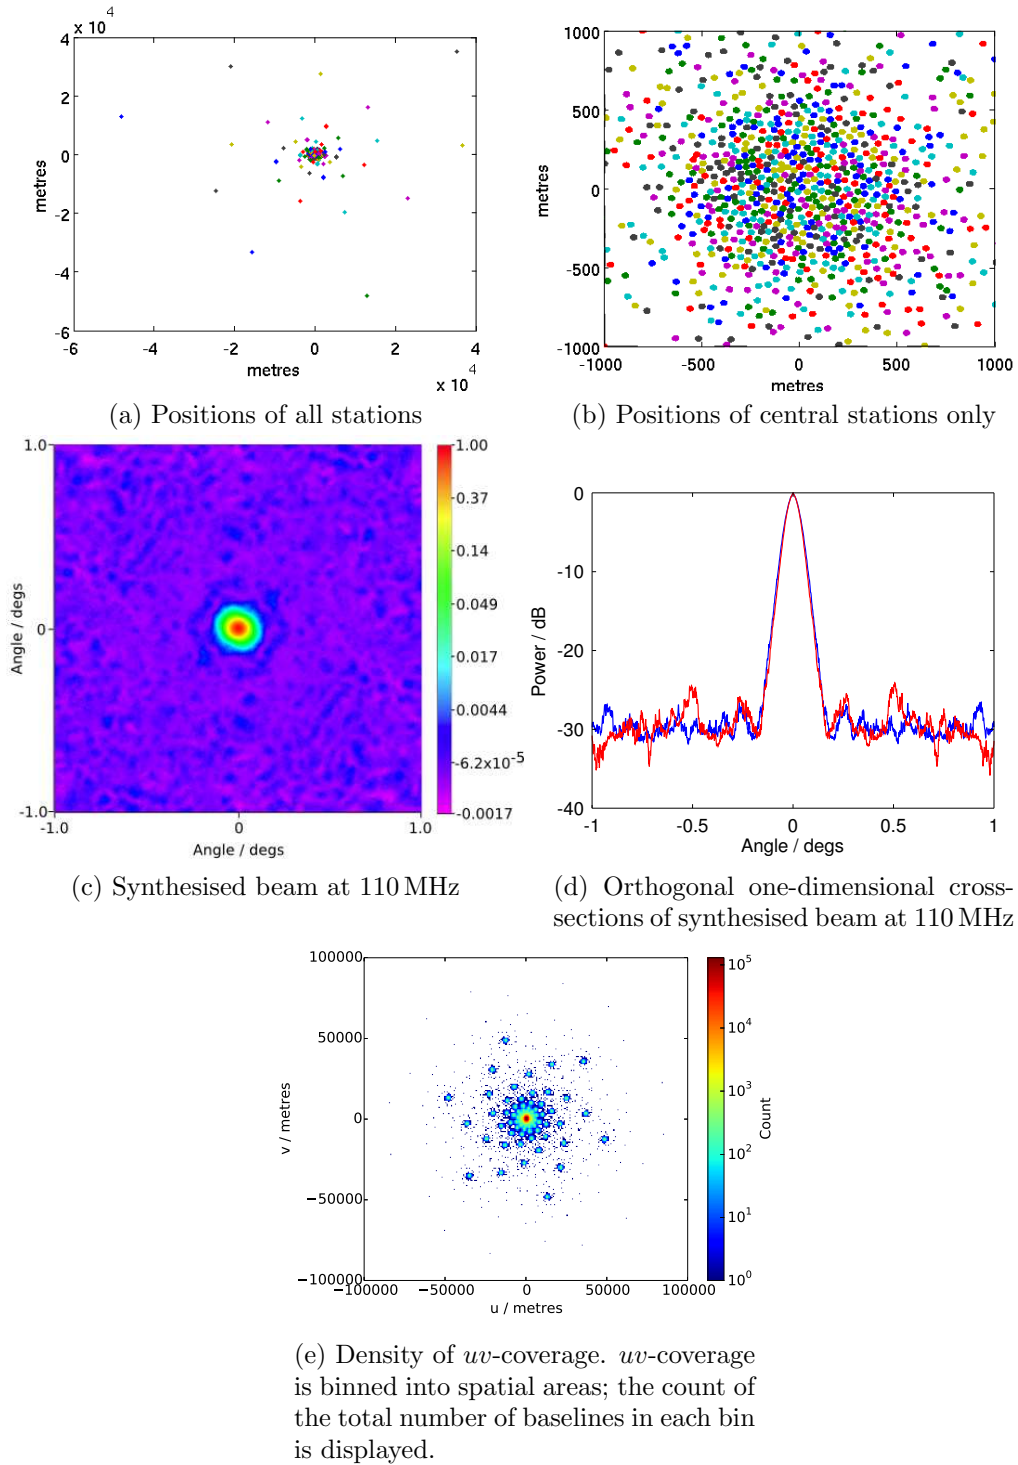 x 10 4
4
2
0
-2
-4
-6
metres
-6 -4 -2 0 2 4
metres
x 10 4
(a) Positions of all stations
1000
500
0
-500
-1000
metres
-1000 -500 0 500 1000
metres
(b) Positions of central stations only
1.0
0
-1.0
Angle / degs
-1.0 0 1.0
Angle / degs
1.00
0.37
0.14
0.049
0.017
0.0044
-6.2x10-5
-0.0017
(c) Synthesised beam at 110 MHz
0
-10
-20
-30
-40
Power / dB
-1 -0.5 0 0.5 1
Angle / degs
(d) Orthogonal one-dimensional cross-
sections of synthesised beam at 110 MHz
100000
50000
0
−50000
−100000
v / metres
−100000 −50000 0 50000 100000
u / metres
10^5
10^4
10^3
10^2
10^1
10^0
Count
(e) Density of uv-coverage. uv-coverage
is binned into spatial areas; the count of
the total number of baselines in each bin
is displayed.